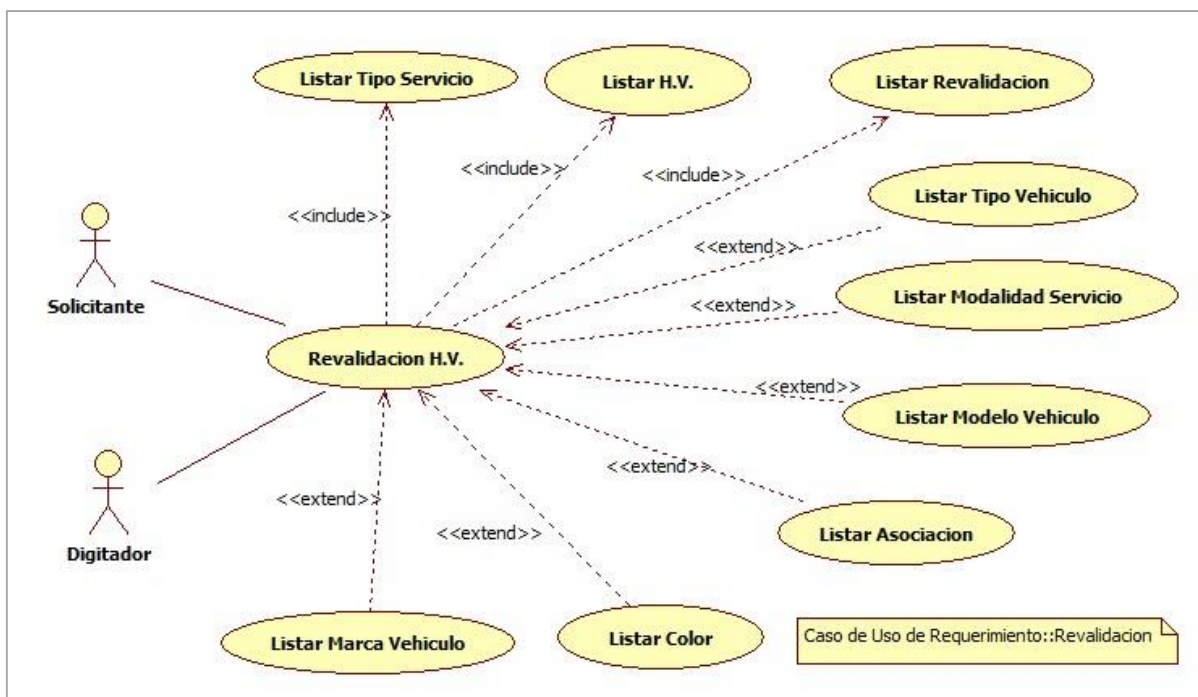 Listar Tipo Servicio
Listar H.V.
Listar Revalidacion
<<include>>
<<include>>
<<include>>
Listar Tipo Vehiculo
<<extend>>
Solicitante
Listar Modalidad Servicio
<<extend>>
Revalidacion H.V.
<<extend>>
Listar Modelo Vehiculo
<<extend>>
<<extend>>
<<extend>>
Listar Asociacion
Digitador
Listar Marca Vehiculo
Listar Color
Caso de Uso de Requerimiento::Revalidacion